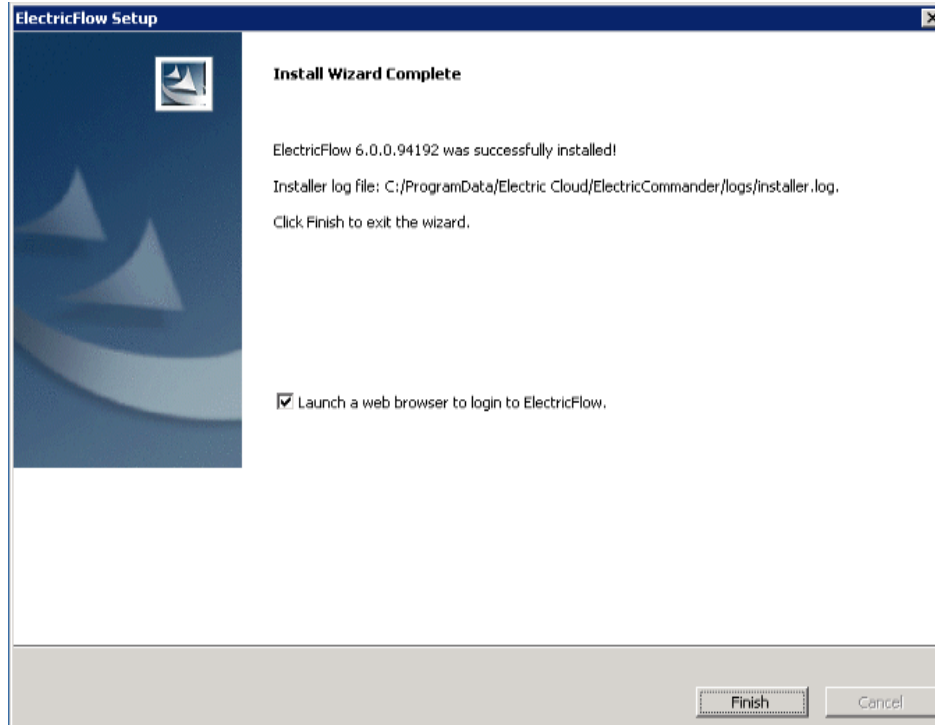 ElectricFlow Setup
Install Wizard Complete
ElectricFlow 6.0.0.94192 was successfully installed!
Installer log file: C:/ProgramData/Electric Cloud/ElectricCommander/logs/installer.log.
Click Finish to exit the wizard.
Launch a web browser to login to ElectricFlow.
Finish
Cancel